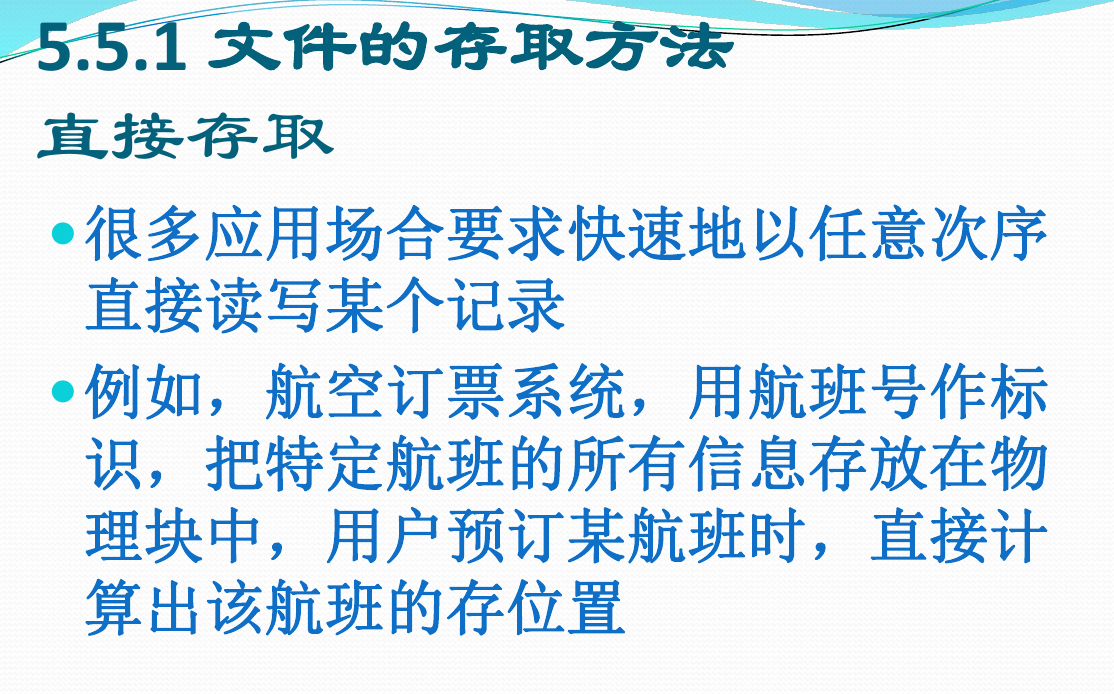 5.5.1 文件的存取方法
直接存取
•很多应用场合要求快速地以任意次序
直接读写某个记录
•例如，航空订票系统，用航班号作标
识，把特定航班的所有信息存放在物
理块中，用户预订某航班时，直接计
算出该航班的存位置